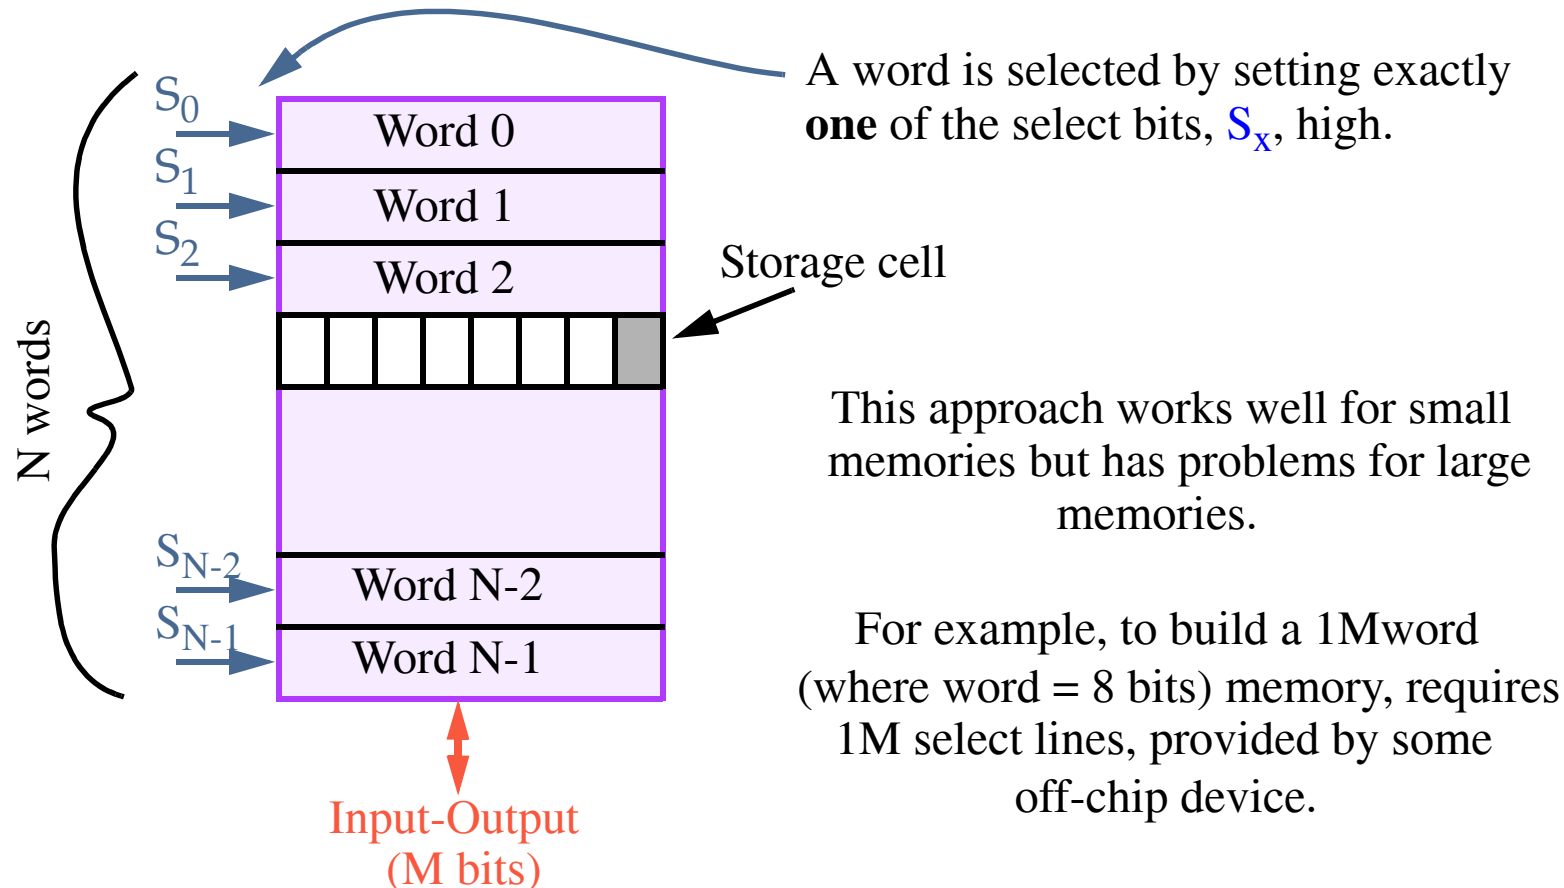 A word is selected by setting exactly
one of the select bits, Sx, high.
S0
Word 0
S1
Word 1
S2
Word 2
Storage cell
N words
This approach works well for small
memories but has problems for large
memories.
SN-2
Word N-2
SN-1
Word N-1
For example, to build a 1Mword
(where word = 8 bits) memory, requires
1M select lines, provided by some
off-chip device.
Input-Output
(M bits)